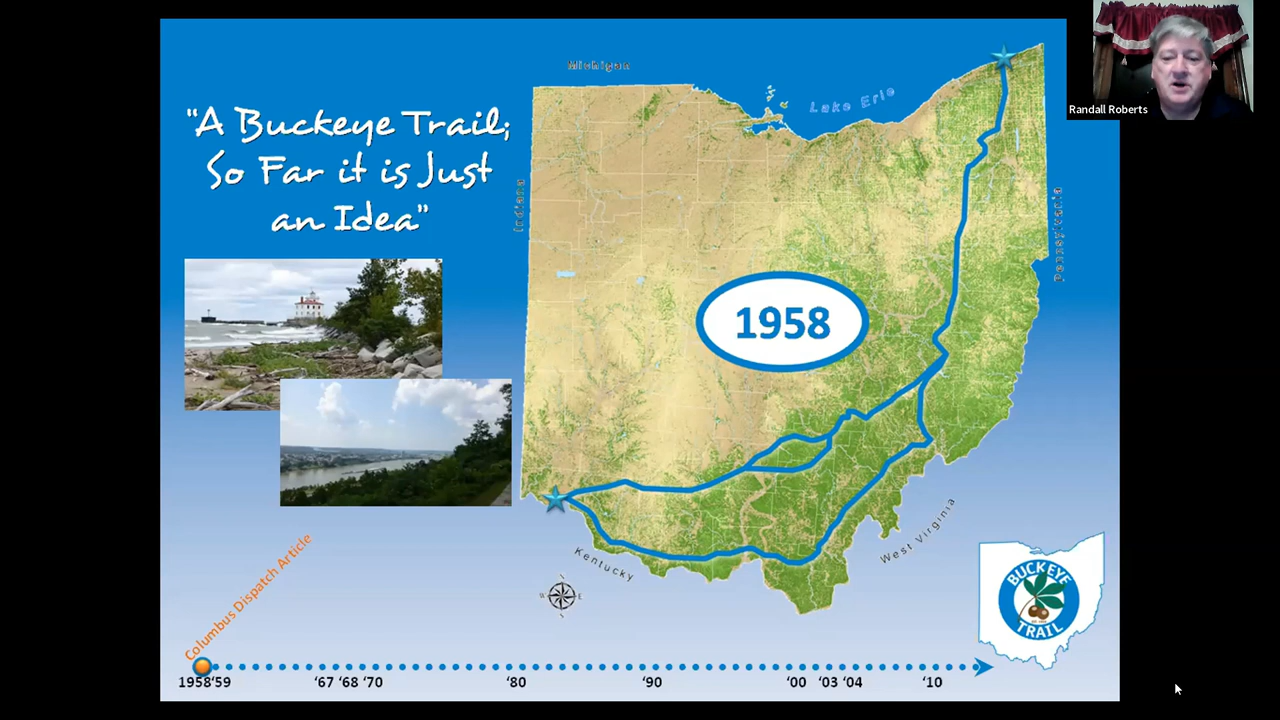 "A Buckeye Trail;
So Far it is Just
an Idea"
Michigan
Lake Erie
Indiana
Pennsylvania
1958
Kentucky
West Virginia
N
W E
S
Columbus Dispatch Article
BUCKEYE
TRAIL
1958 '59 '67 '68 '70 '80 '90 '00 '03 '04 '10
Randall Roberts